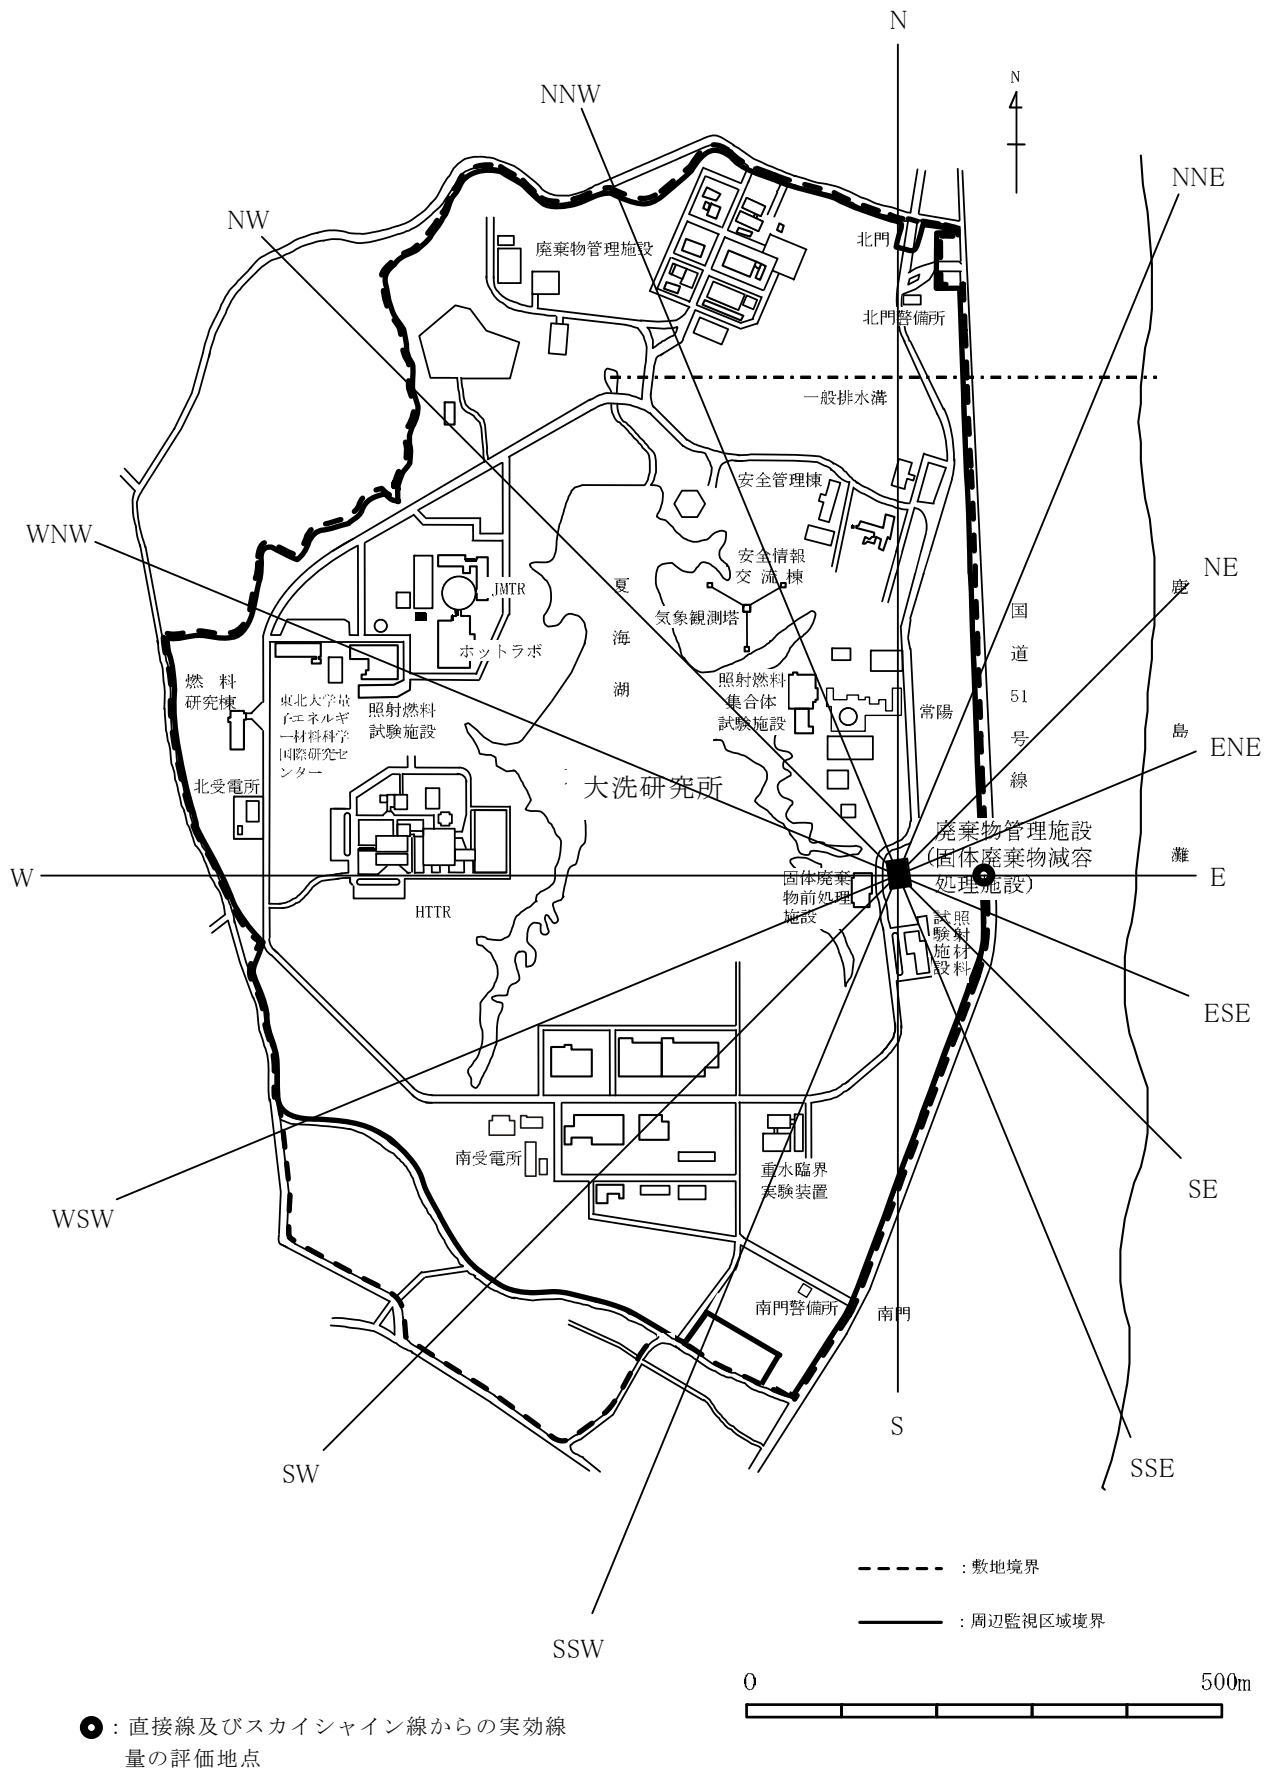 N
NNW
N
NNE
NW
北門
廃棄物管理施設
北門警備所
一般排水溝
安全管理棟
WNW
安全情報
交流棟
NE
鹿島灘
国道51号線
夏海湖
気象観測塔
JMTR
ホットラボ
燃料
研究棟
東北大学量
子エネルギ
ー材料科学
国際研究セ
ンター
照射燃料
試験施設
照射燃料
集合体
試験施設
常陽
ENE
北受電所
大洗研究所
廃棄物管理施設
(固体廃棄物減容
処理施設)
W
E
固体廃棄
物前処理
施設
HTTR
照射材料
試験施設
ESE
南受電所
重水臨界
実験装置
SE
WSW
南門警備所
南門
S
SW
SSE
SSW
:敷地境界
:周辺監視区域境界
0
500m
:直接線及びスカイシャイン線からの実効線
量の評価地点